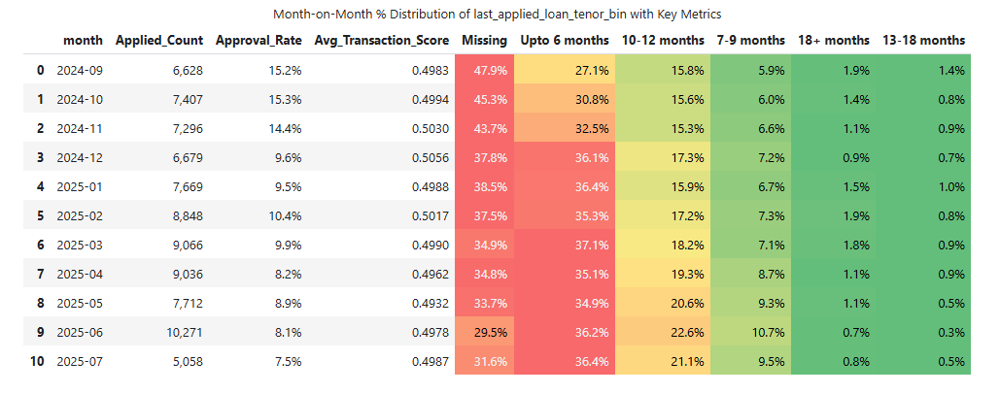 Month-on-Month % Distribution of last_applied_loan_tenor_bin with Key Metrics
month Applied_Count Approval_Rate Avg_Transaction_Score Missing Upto 6 months 10-12 months 7-9 months 18+ months 13-18 months
0 2024-09 6,628 15.2% 0.4983 47.9% 27.1% 15.8% 5.9% 1.9% 1.4%
1 2024-10 7,407 15.3% 0.4994 45.3% 30.8% 15.6% 6.0% 1.4% 0.8%
2 2024-11 7,296 14.4% 0.5030 43.7% 32.5% 15.3% 6.6% 1.1% 0.9%
3 2024-12 6,679 9.6% 0.5056 37.8% 36.1% 17.3% 7.2% 0.9% 0.7%
4 2025-01 7,669 9.5% 0.4988 38.5% 36.4% 15.9% 6.7% 1.5% 1.0%
5 2025-02 8,848 10.4% 0.5017 37.5% 35.3% 17.2% 7.3% 1.9% 0.8%
6 2025-03 9,066 9.9% 0.4990 34.9% 37.1% 18.2% 7.1% 1.8% 0.9%
7 2025-04 9,036 8.2% 0.4962 34.8% 35.1% 19.3% 8.7% 1.1% 0.9%
8 2025-05 7,712 8.9% 0.4932 33.7% 34.9% 20.6% 9.3% 1.1% 0.5%
9 2025-06 10,271 8.1% 0.4978 29.5% 36.2% 22.6% 10.7% 0.7% 0.3%
10 2025-07 5,058 7.5% 0.4987 31.6% 36.4% 21.1% 9.5% 0.8% 0.5%